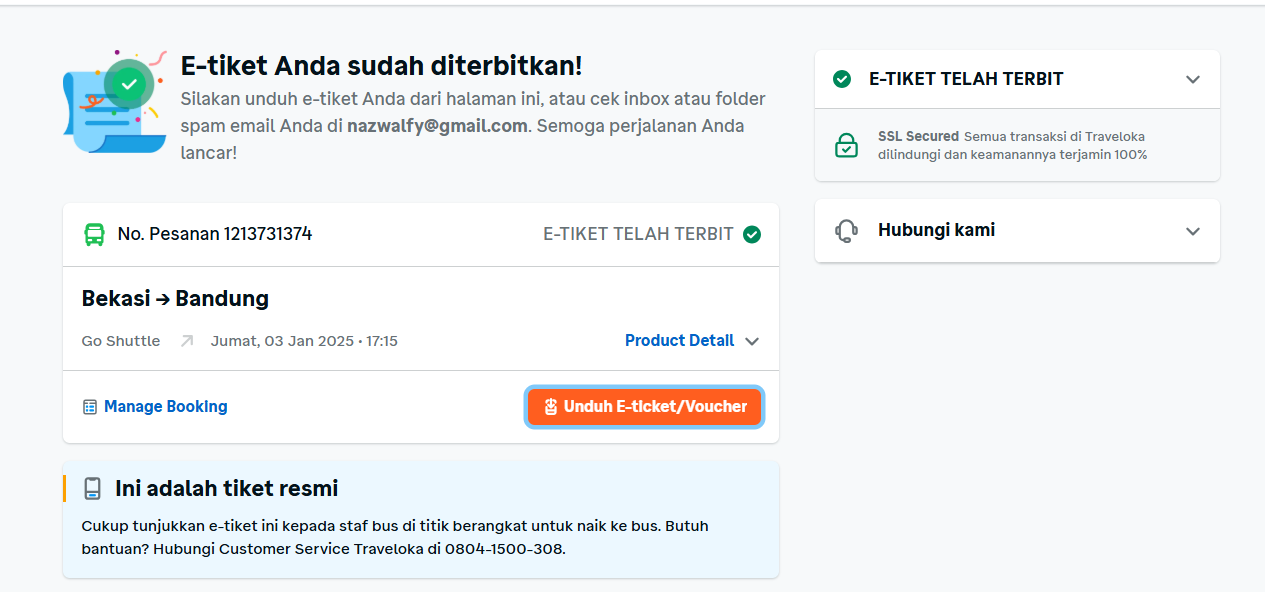 E-tiket Anda sudah diterbitkan!
Silakan unduh e-tiket Anda dari halaman ini, atau cek inbox atau folder
spam email Anda di nazwalfy@gmail.com. Semoga perjalanan Anda
lancar!
No. Pesanan 1213731374
E-TIKET TELAH TERBIT
Bekasi → Bandung
Go Shuttle
Jumat, 03 Jan 2025 • 17:15
Product Detail
Manage Booking
Unduh E-ticket/Voucher
Ini adalah tiket resmi
Cukup tunjukkan e-tiket ini kepada staf bus di titik berangkat untuk naik ke bus. Butuh
bantuan? Hubungi Customer Service Traveloka di 0804-1500-308.
E-TIKET TELAH TERBIT
SSL Secured Semua transaksi di Traveloka
dilindungi dan keamanannya terjamin 100%
Hubungi kami